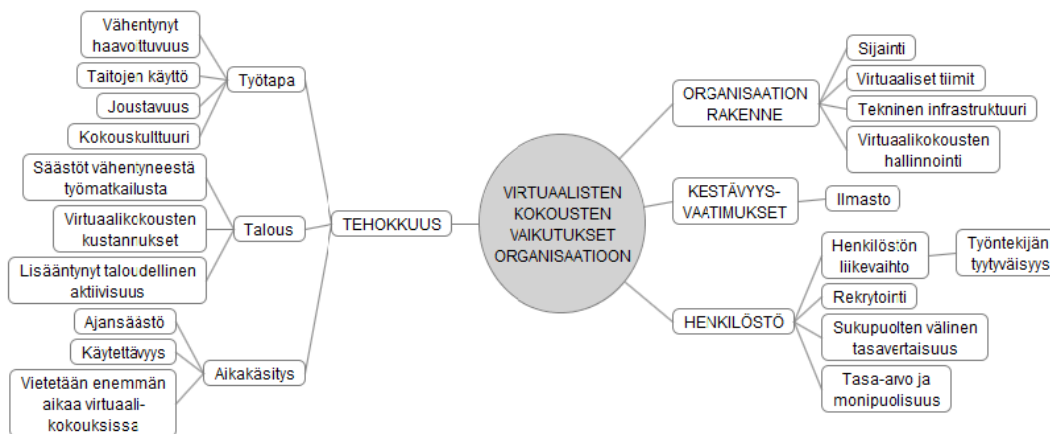 Vähentynyt
haavoittuvuus
Taitojen käyttö
Joustavuus
Kokouskulttuuri
Työtapa
Säästöt vähentyneestä
työmatkailusta
Virtuaalikokousten
kustannukset
Lisääntynyt taloudellinen
aktiivisuus
Talous
Ajansäästö
Käytettävyys
Vietetään enemmän
aikaa virtuaali-
kokouksissa
Aikakäsitys
TEHOKKUUS
VIRTUAALISTEN
KOKOUSTEN
VAIKUTUKSET
ORGANISAATIOON
ORGANISAATION
RAKENNE
Sijainti
Virtuaaliset tiimit
Tekninen infrastruktuuri
Virtuaalikokousten
hallinnointi
KESTÄVYYS-
VAATIMUKSET
Ilmasto
HENKILÖSTÖ
Henkilöstön
liikevaihto
Työntekijän
tyytyväisyys
Rekrytointi
Sukupuolten välinen
tasavertaisuus
Tasa-arvo ja
monipuolisuus